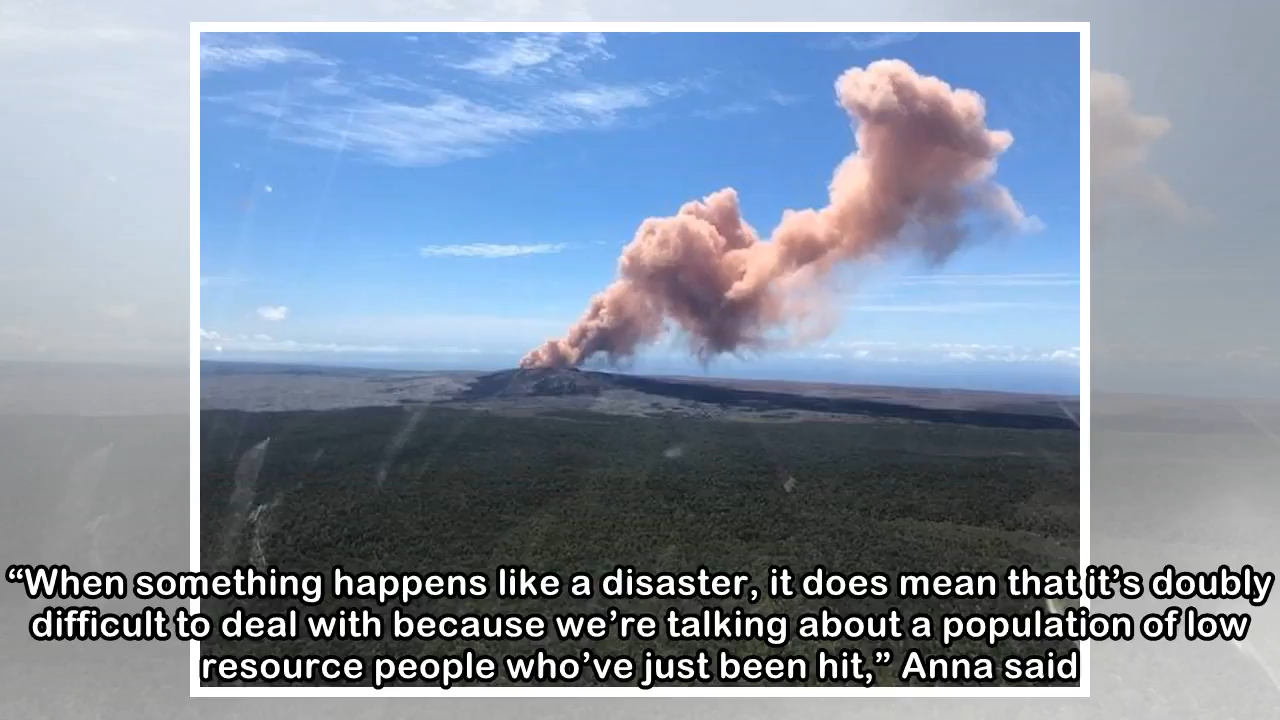 “When something happens like a disaster, it does mean that it’s doubly
difficult to deal with because we’re talking about a population of low
resource people who’ve just been hit,” Anna said